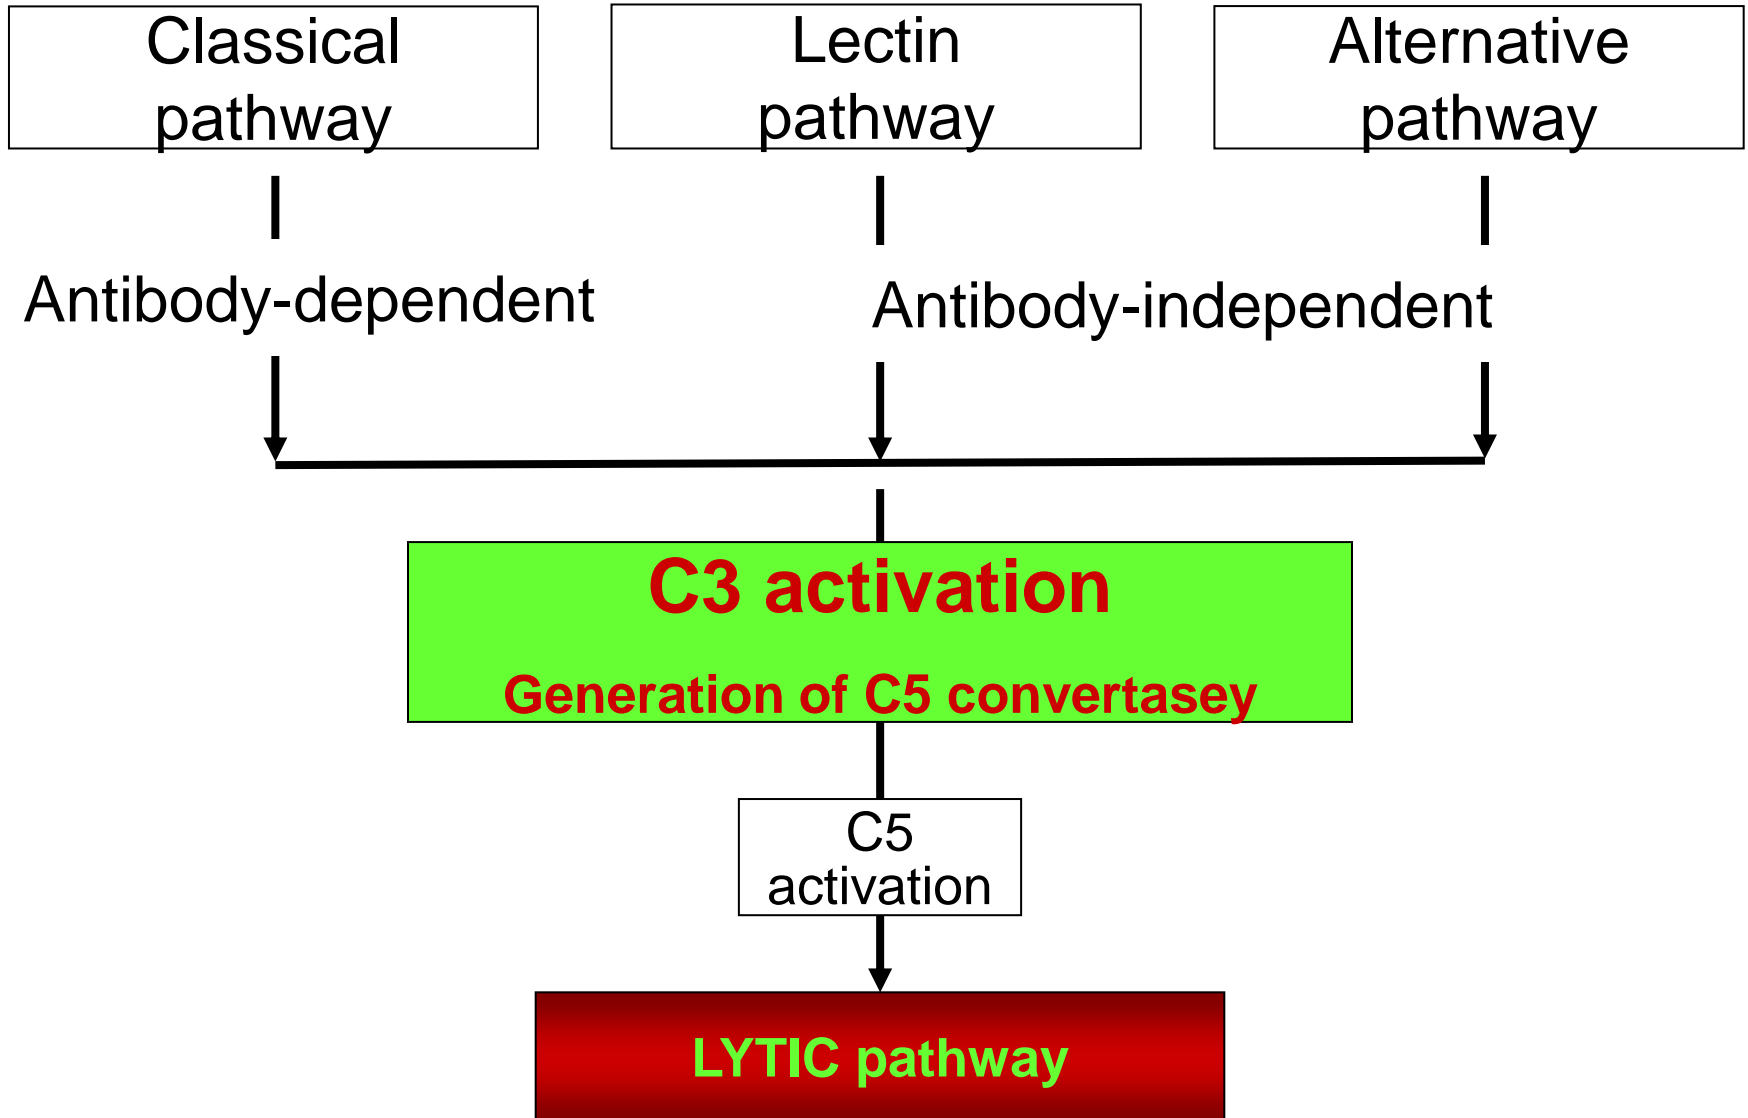 Classical
pathway
Lectin
pathway
Alternative
pathway
Antibody-dependent
Antibody-independent
C3 activation
Generation of C5 convertasey
C5
activation
LYTIC pathway